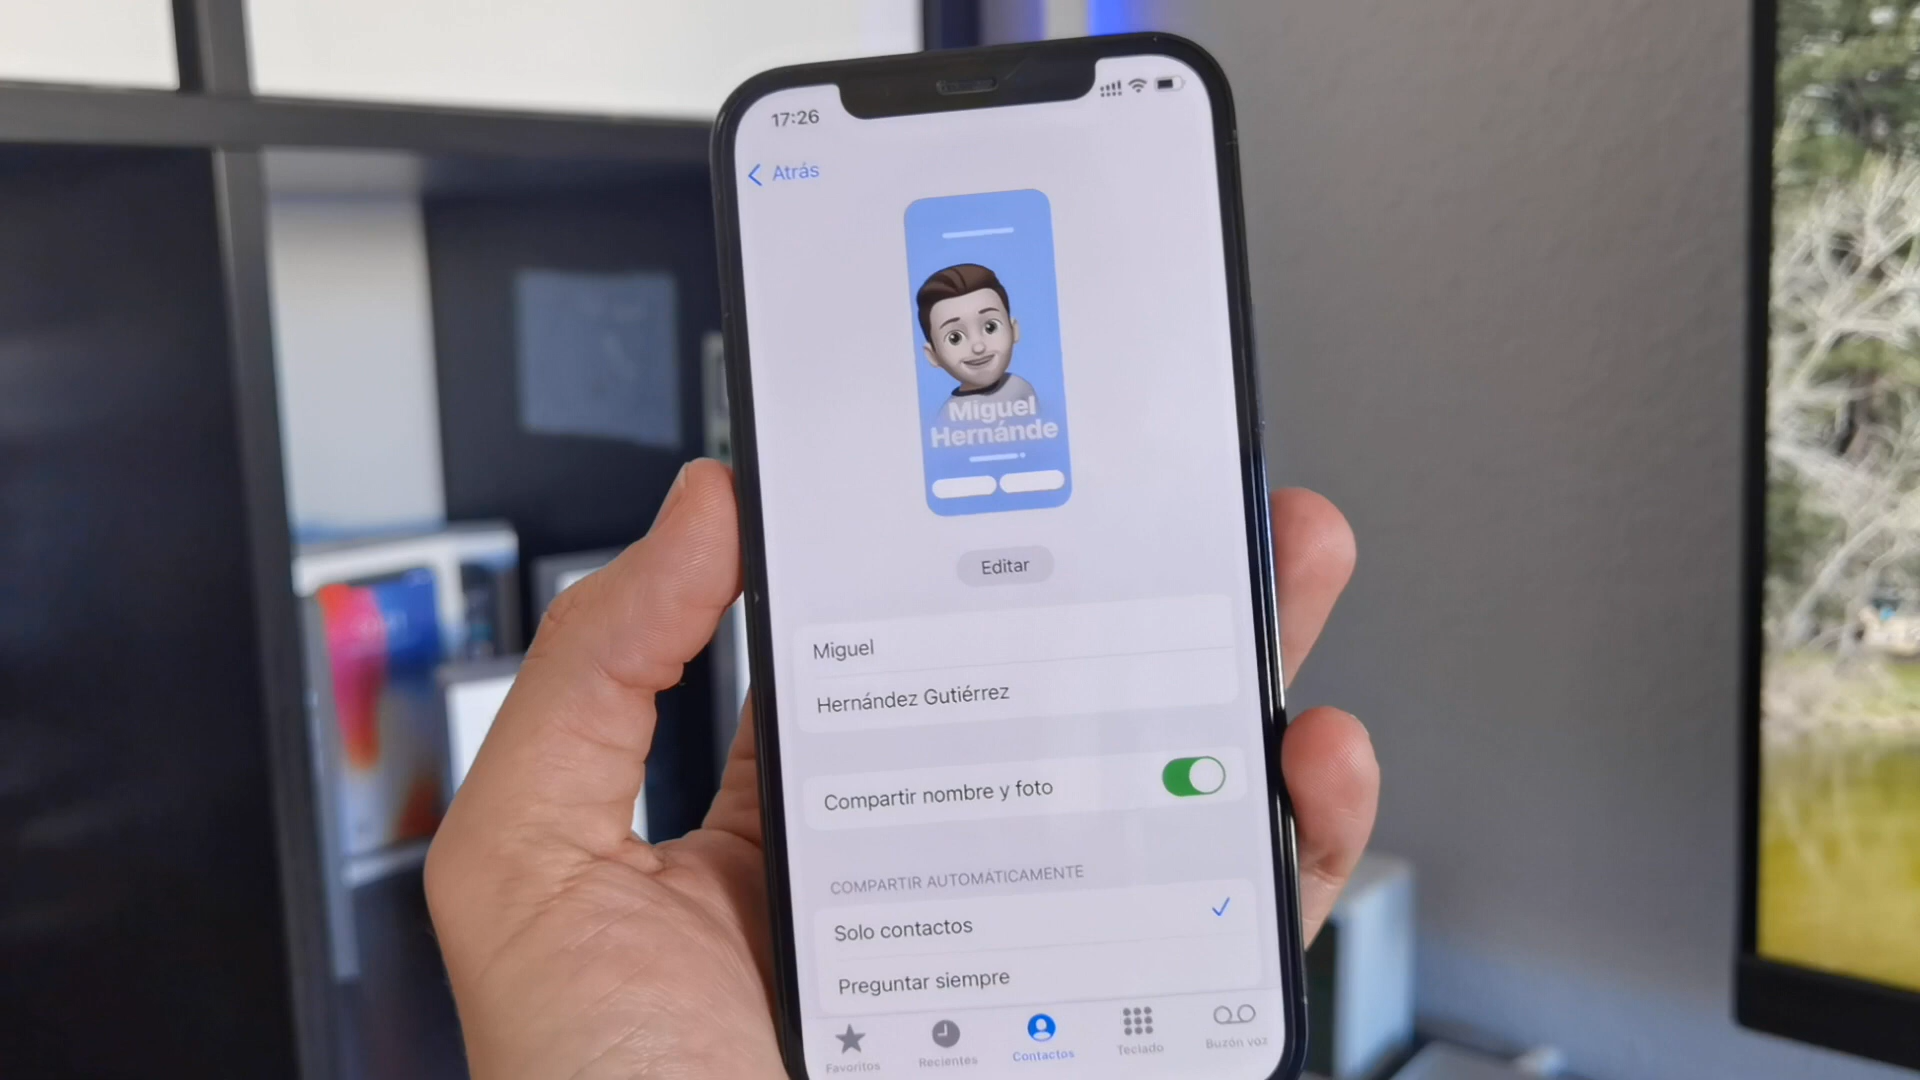 17:26
Atrás
Miguel
Hernánde
Editar
Miguel
Hernández Gutiérrez
Compartir nombre y foto
COMPARTIR AUTOMÁTICAMENTE
Solo contactos
Preguntar siempre
Favoritos
Recientes
Contactos
Teclado
Buzón voz